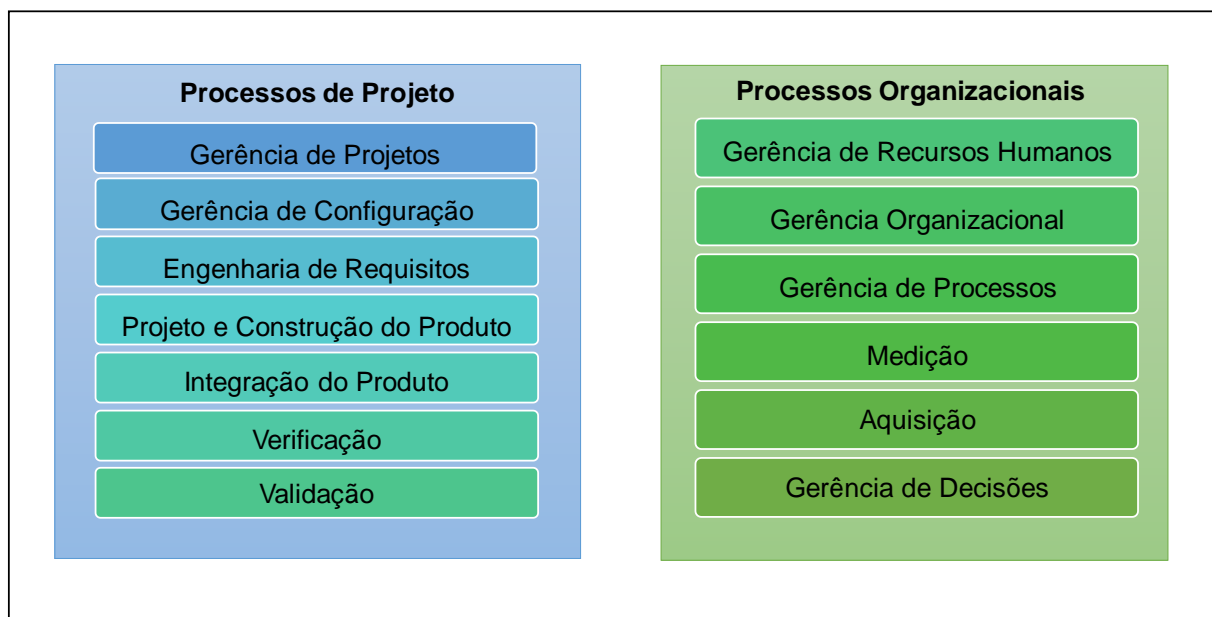 Processos de Projeto
Gerência de Projetos
Gerência de Configuração
Engenharia de Requisitos
Projeto e Construção do Produto
Integração do Produto
Verificação
Validação
Processos Organizacionais
Gerência de Recursos Humanos
Gerência Organizacional
Gerência de Processos
Medição
Aquisição
Gerência de Decisões